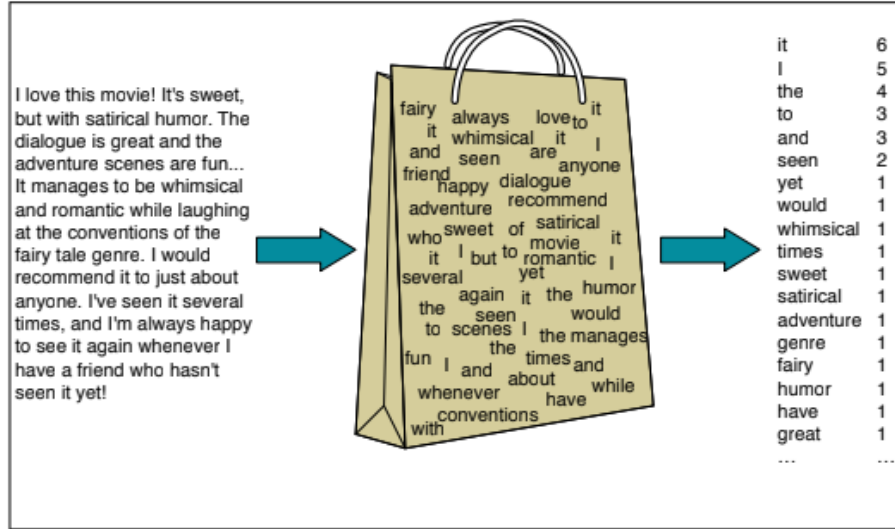 I love this movie! It's sweet,
but with satirical humor. The
dialogue is great and the
adventure scenes are fun...
It manages to be whimsical
and romantic while laughing
at the conventions of the
fairy tale genre. I would
recommend it to just about
anyone. I've seen it several
times, and I'm always happy
to see it again whenever I
have a friend who hasn't
seen it yet!
fairy always love to it
it whimsical it I
and seen are anyone
friend happy dialogue
adventure recommend
who sweet of satirical
it I but to romantic movie it
several yet I
again it the humor
the seen would
to scenes I the manages
fun the times and
I and about while
whenever have
conventions
with
it 6
I 5
the 4
to 3
and 3
seen 2
yet 1
would 1
whimsical 1
times 1
sweet 1
satirical 1
adventure 1
genre 1
fairy 1
humor 1
have 1
great 1
... ...